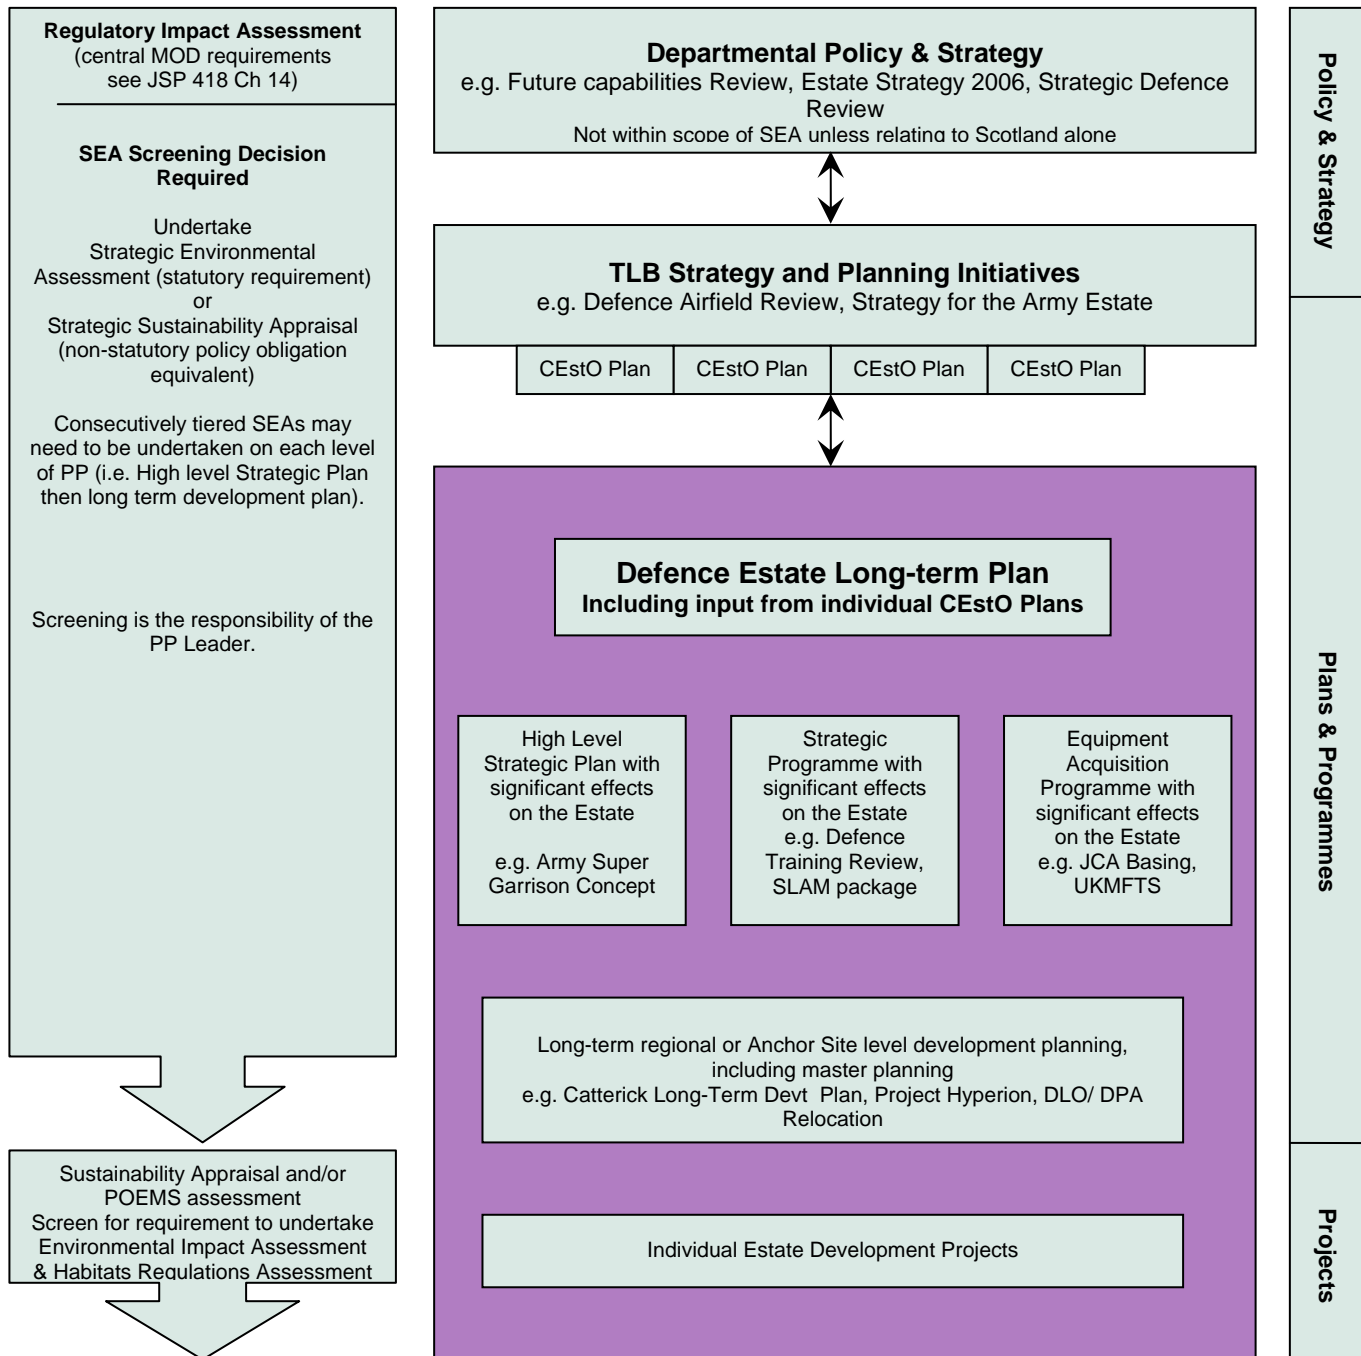 Regulatory Impact Assessment
(central MOD requirements
see JSP 418 Ch 14)
SEA Screening Decision
Required
Undertake
Strategic Environmental
Assessment (statutory requirement)
or
Strategic Sustainability Appraisal
(non-statutory policy obligation
equivalent)
Consecutively tiered SEAs may
need to be undertaken on each level
of PP (i.e. High level Strategic Plan
then long term development plan).
Screening is the responsibility of the
PP Leader.
Sustainability Appraisal and/or
POEMS assessment
Screen for requirement to undertake
Environmental Impact Assessment
& Habitats Regulations Assessment
Departmental Policy & Strategy
e.g. Future capabilities Review, Estate Strategy 2006, Strategic Defence
Review
Not within scope of SEA unless relating to Scotland alone
TLB Strategy and Planning Initiatives
e.g. Defence Airfield Review, Strategy for the Army Estate
CEstO Plan CEstO Plan CEstO Plan CEstO Plan
Defence Estate Long-term Plan
Including input from individual CEstO Plans
High Level
Strategic Plan with
significant effects
on the Estate
e.g. Army Super
Garrison Concept
Strategic
Programme with
significant effects
on the Estate
e.g. Defence
Training Review,
SLAM package
Equipment
Acquisition
Programme with
significant effects
on the Estate
e.g. JCA Basing,
UKMFTS
Long-term regional or Anchor Site level development planning,
including master planning
e.g. Catterick Long-Term Devt Plan, Project Hyperion, DLO/ DPA
Relocation
Individual Estate Development Projects
Policy & Strategy
Plans & Programmes
Projects